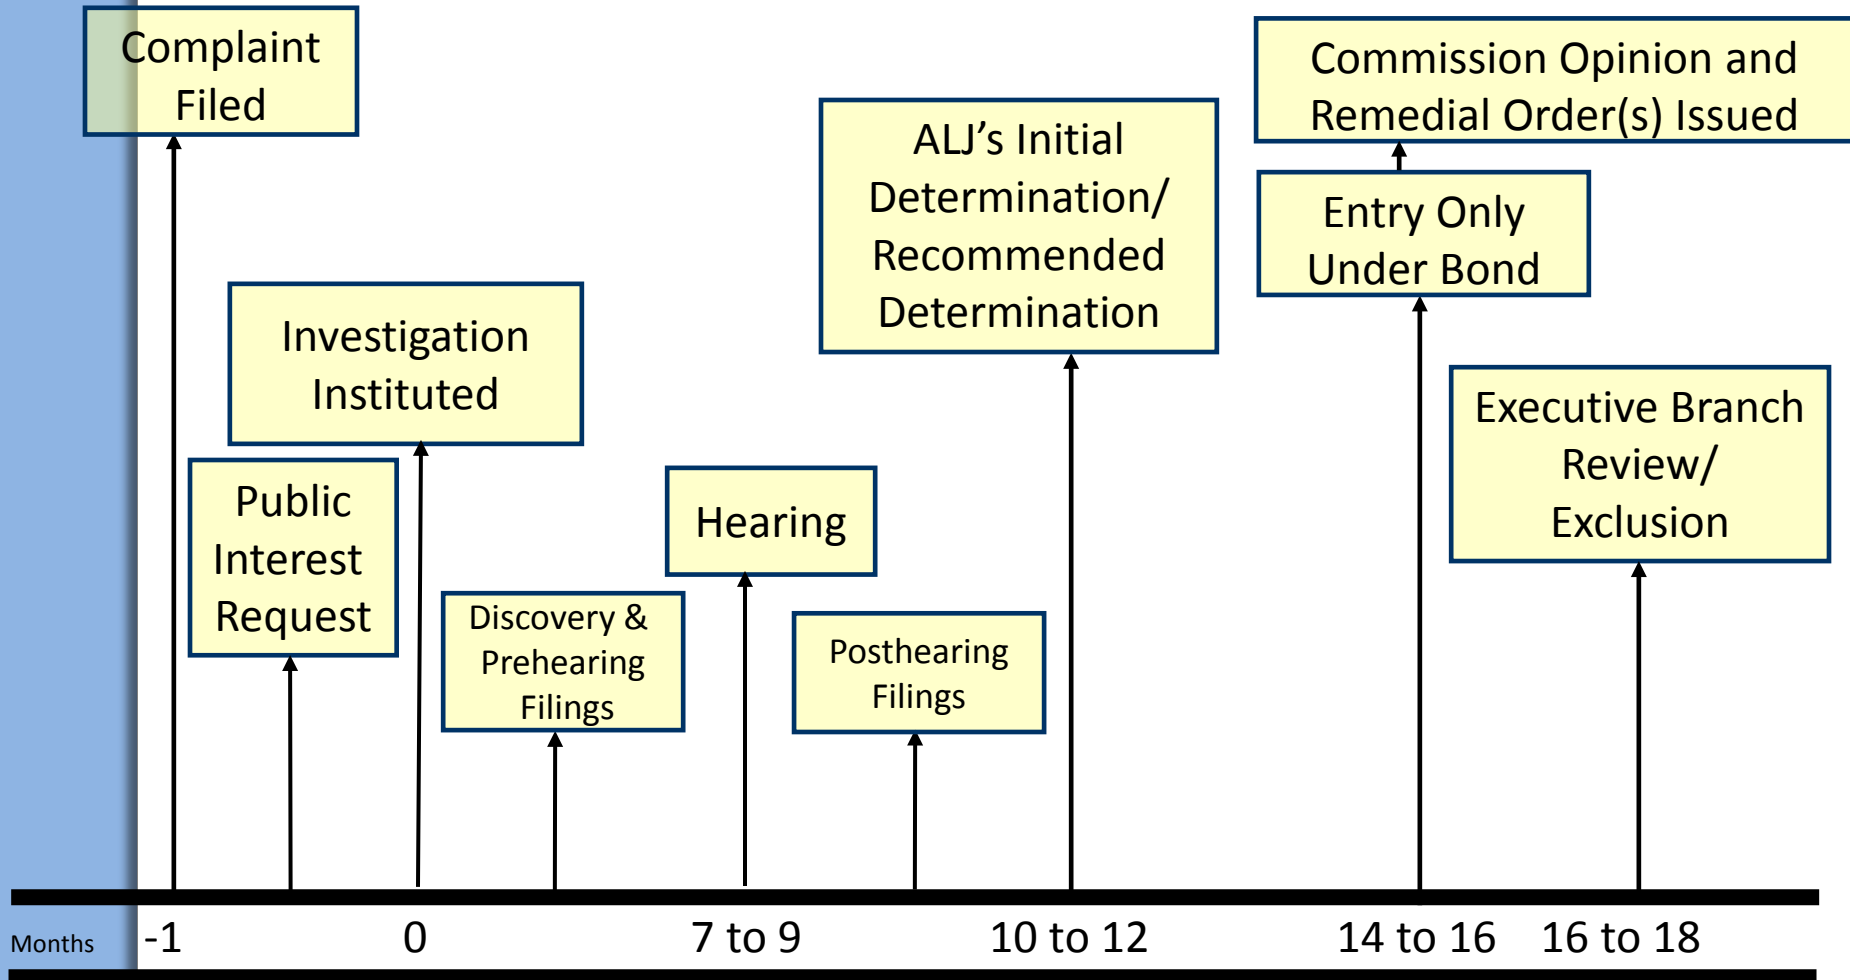 Complaint
Filed
Commission Opinion and
Remedial Order(s) Issued
ALJ’s Initial
Determination/
Recommended
Determination
Entry Only
Under Bond
Investigation
Instituted
Executive Branch
Review/
Exclusion
Public
Interest
Request
Hearing
Discovery &
Prehearing
Filings
Posthearing
Filings
Months -1 0 7 to 9 10 to 12 14 to 16 16 to 18